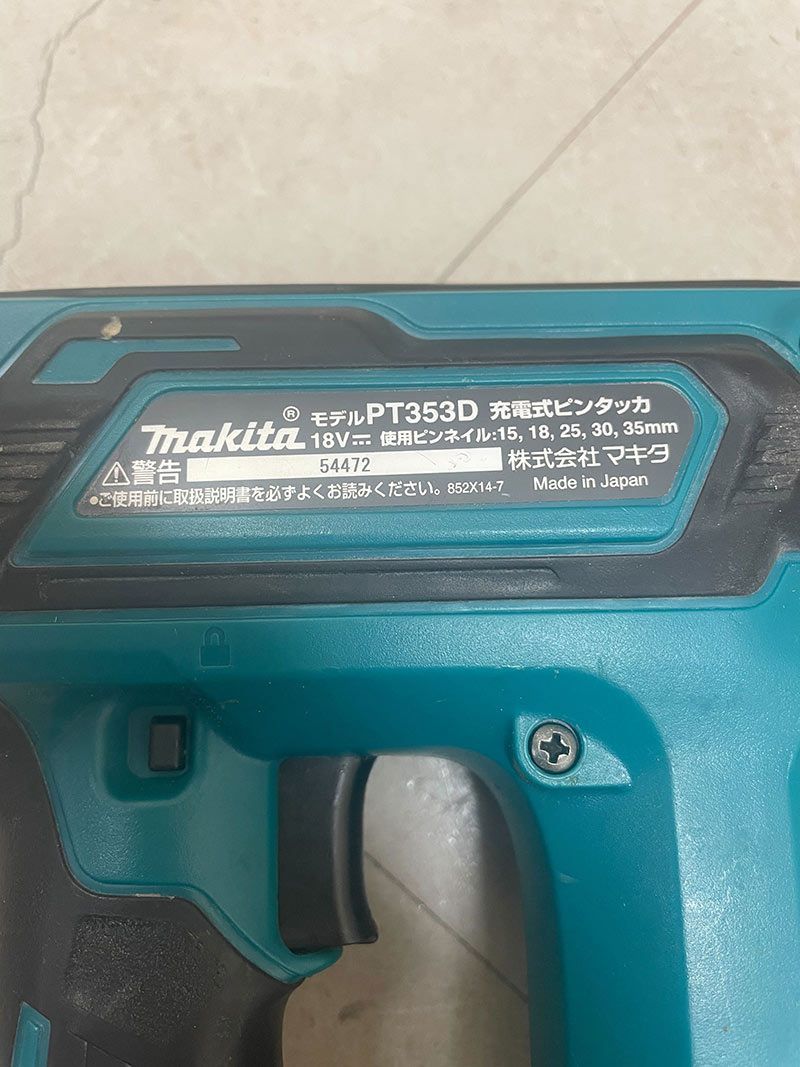 makita® モデルPT353D 充電式ピンタッカ
18V⎓ 使用ピンネイル:15, 18, 25, 30, 35mm
⚠警告 54472 株式会社マキタ
●ご使用前に取扱説明書を必ずよくお読みください。852X14-7 Made in Japan